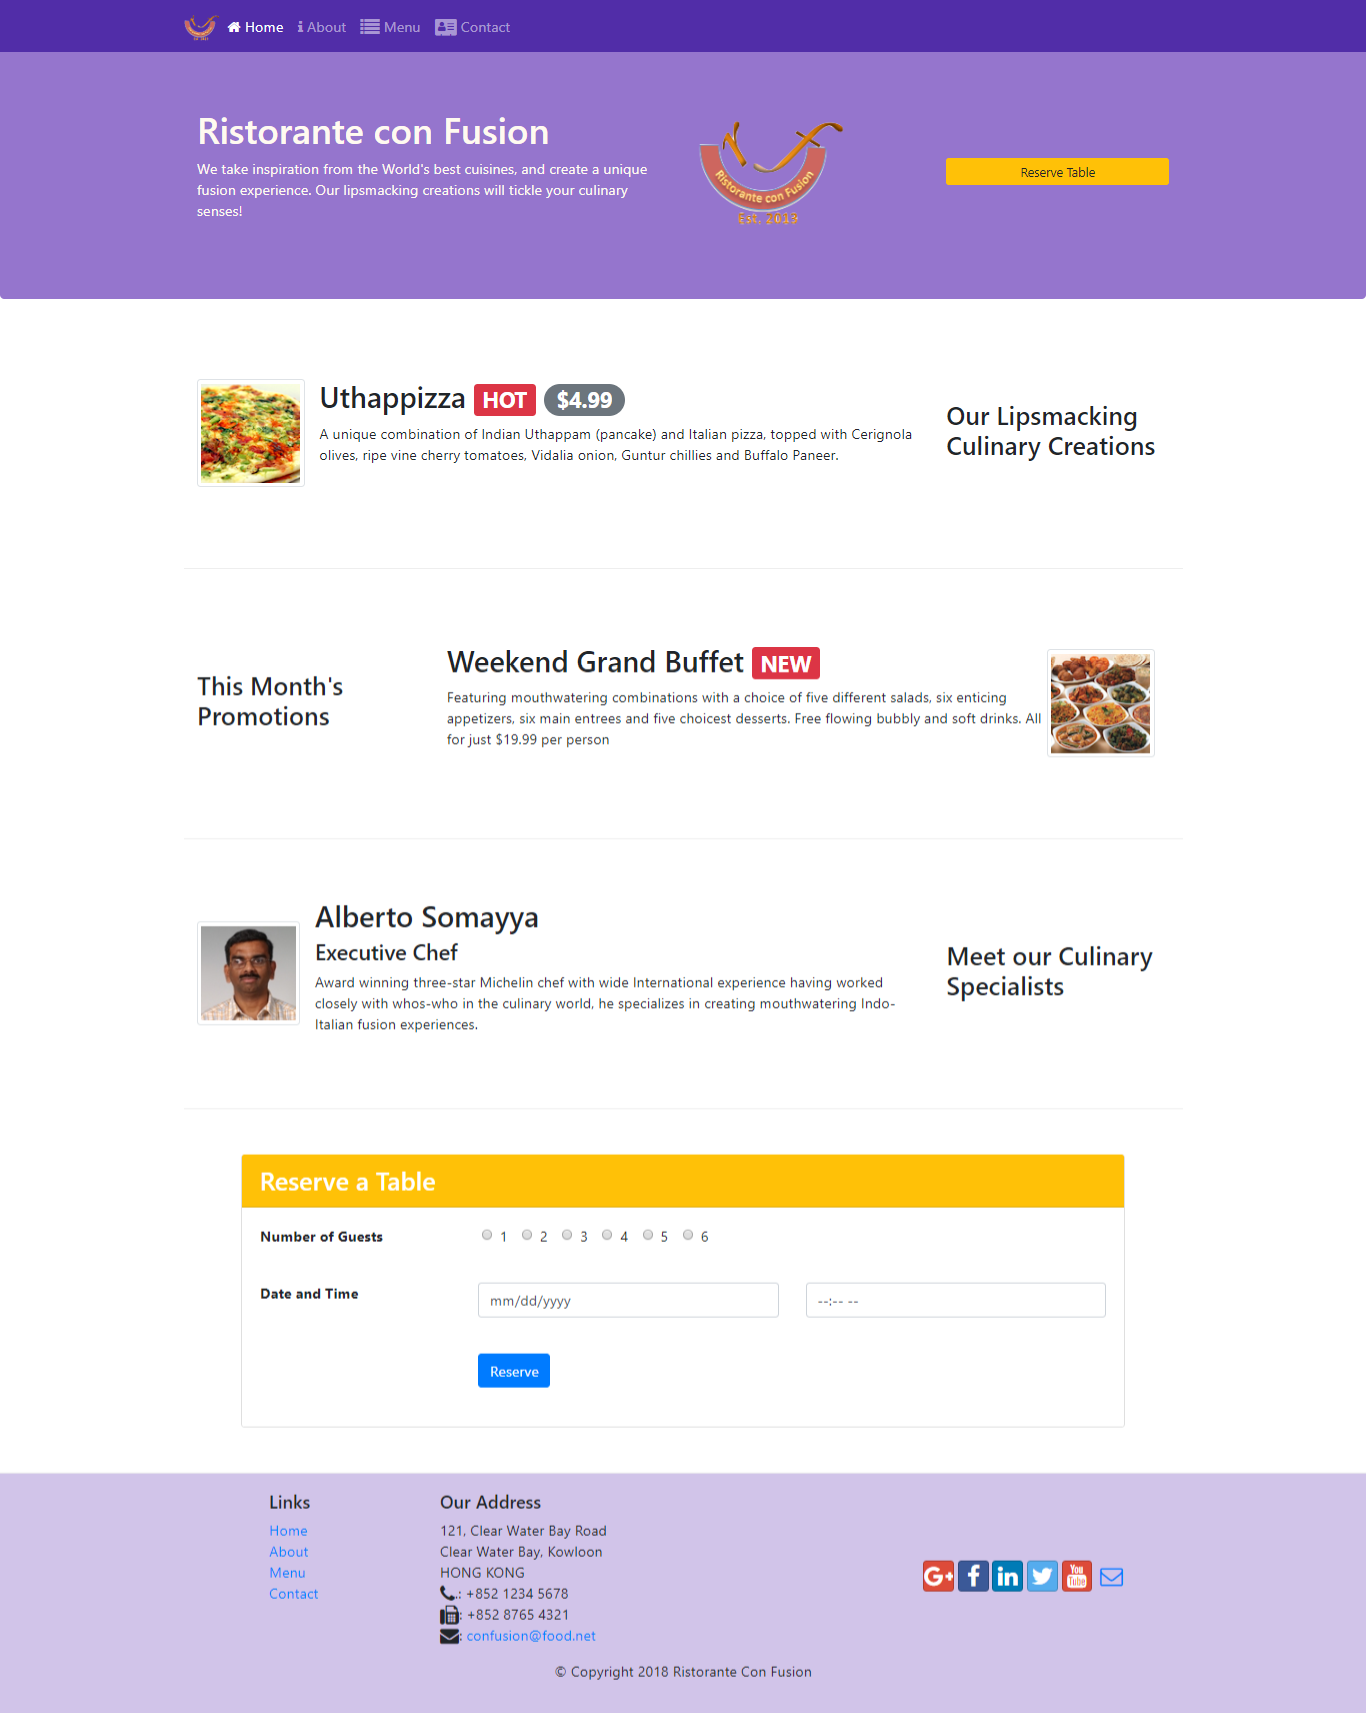 Home About Menu Contact
Ristorante con Fusion
We take inspiration from the World's best cuisines, and create a unique
fusion experience. Our lipsmacking creations will tickle your culinary
senses!
Ristorante con Fusion
Est. 2013
Reserve Table
Uthappizza HOT $4.99
A unique combination of Indian Uthappam (pancake) and Italian pizza, topped with Cerignola
olives, ripe vine cherry tomatoes, Vidalia onion, Guntur chillies and Buffalo Paneer.
Our Lipsmacking
Culinary Creations
This Month's
Promotions
Weekend Grand Buffet NEW
Featuring mouthwatering combinations with a choice of five different salads, six enticing
appetizers, six main entrees and five choicest desserts. Free flowing bubbly and soft drinks. All
for just $19.99 per person
Alberto Somayya
Executive Chef
Award winning three-star Michelin chef with wide International experience having worked
closely with whos-who in the culinary world, he specializes in creating mouthwatering Indo-
Italian fusion experiences.
Meet our Culinary
Specialists
Reserve a Table
Number of Guests 1 2 3 4 5 6
Date and Time mm/dd/yyyy --:-- --
Reserve
Links
Home
About
Menu
Contact
Our Address
121, Clear Water Bay Road
Clear Water Bay, Kowloon
HONG KONG
.: +852 1234 5678
: +852 8765 4321
: confusion@food.net
G+ f in You Tube
© Copyright 2018 Ristorante Con Fusion